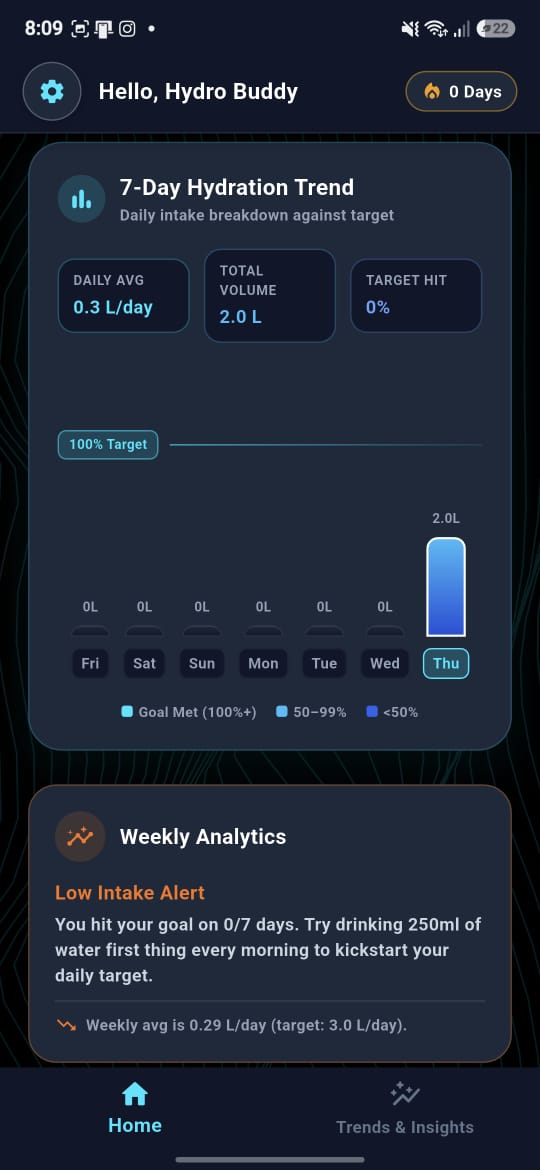 8:09
22
Hello, Hydro Buddy
0 Days
7-Day Hydration Trend
Daily intake breakdown against target
DAILY AVG
0.3 L/day
TOTAL
VOLUME
2.0 L
TARGET HIT
0%
100% Target
2.0L
0L 0L 0L 0L 0L 0L
Fri Sat Sun Mon Tue Wed Thu
Goal Met (100%+) 50–99% <50%
Weekly Analytics
Low Intake Alert
You hit your goal on 0/7 days. Try drinking 250ml of
water first thing every morning to kickstart your
daily target.
Weekly avg is 0.29 L/day (target: 3.0 L/day).
Home
Trends & Insights